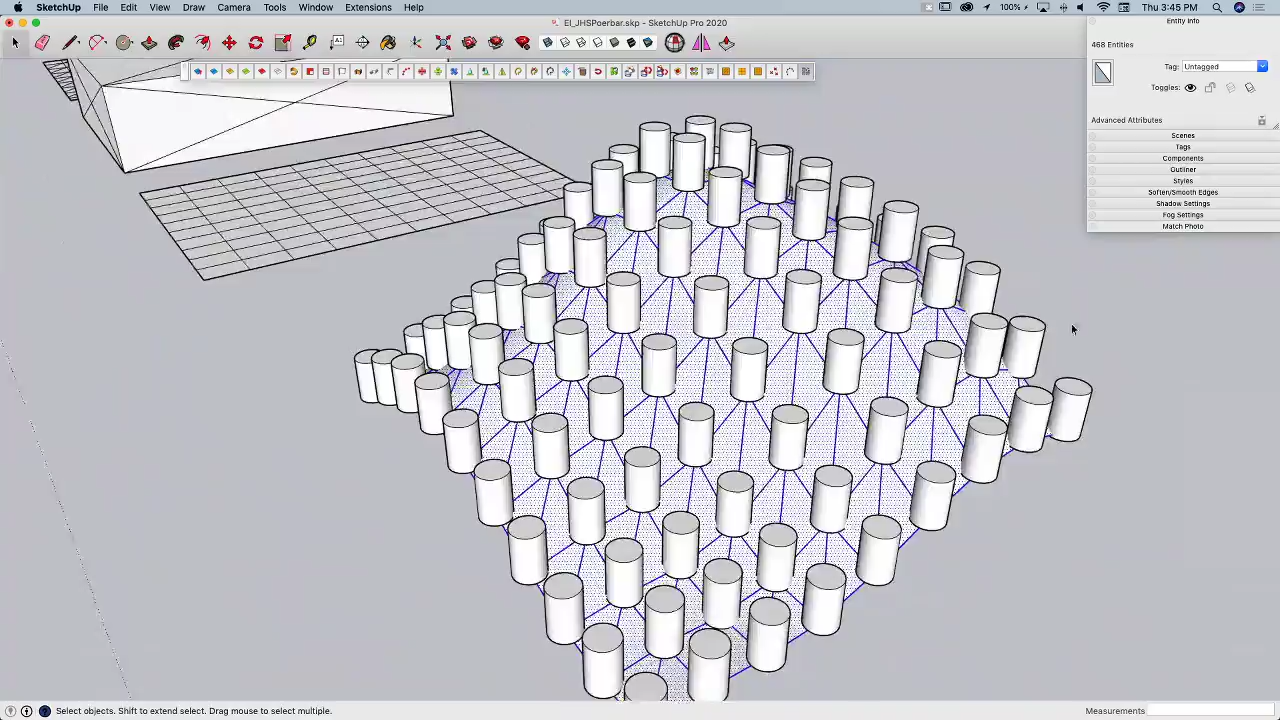 SketchUp File Edit View Draw Camera Tools Window Extensions Help 100% Thu 3:45 PM
EI_JHSPoerbar.skp - SketchUp Pro 2020
Entity Info
468 Entities
Tag: Untagged
Toggles:
Advanced Attributes
Scenes
Tags
Components
Outliner
Styles
Soften/Smooth Edges
Shadow Settings
Fog Settings
Match Photo
Select objects. Shift to extend select. Drag mouse to select multiple.
Measurements